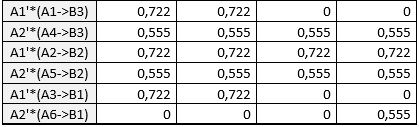 A1'*(A1->B3) 0,722 0,722 0 0
A2'*(A4->B3) 0,555 0,555 0,555 0,555
A1'*(A2->B2) 0,722 0,722 0,722 0,722
A2'*(A5->B2) 0,555 0,555 0,555 0,555
A1'*(A3->B1) 0,722 0,722 0 0
A2'*(A6->B1) 0 0 0 0,555